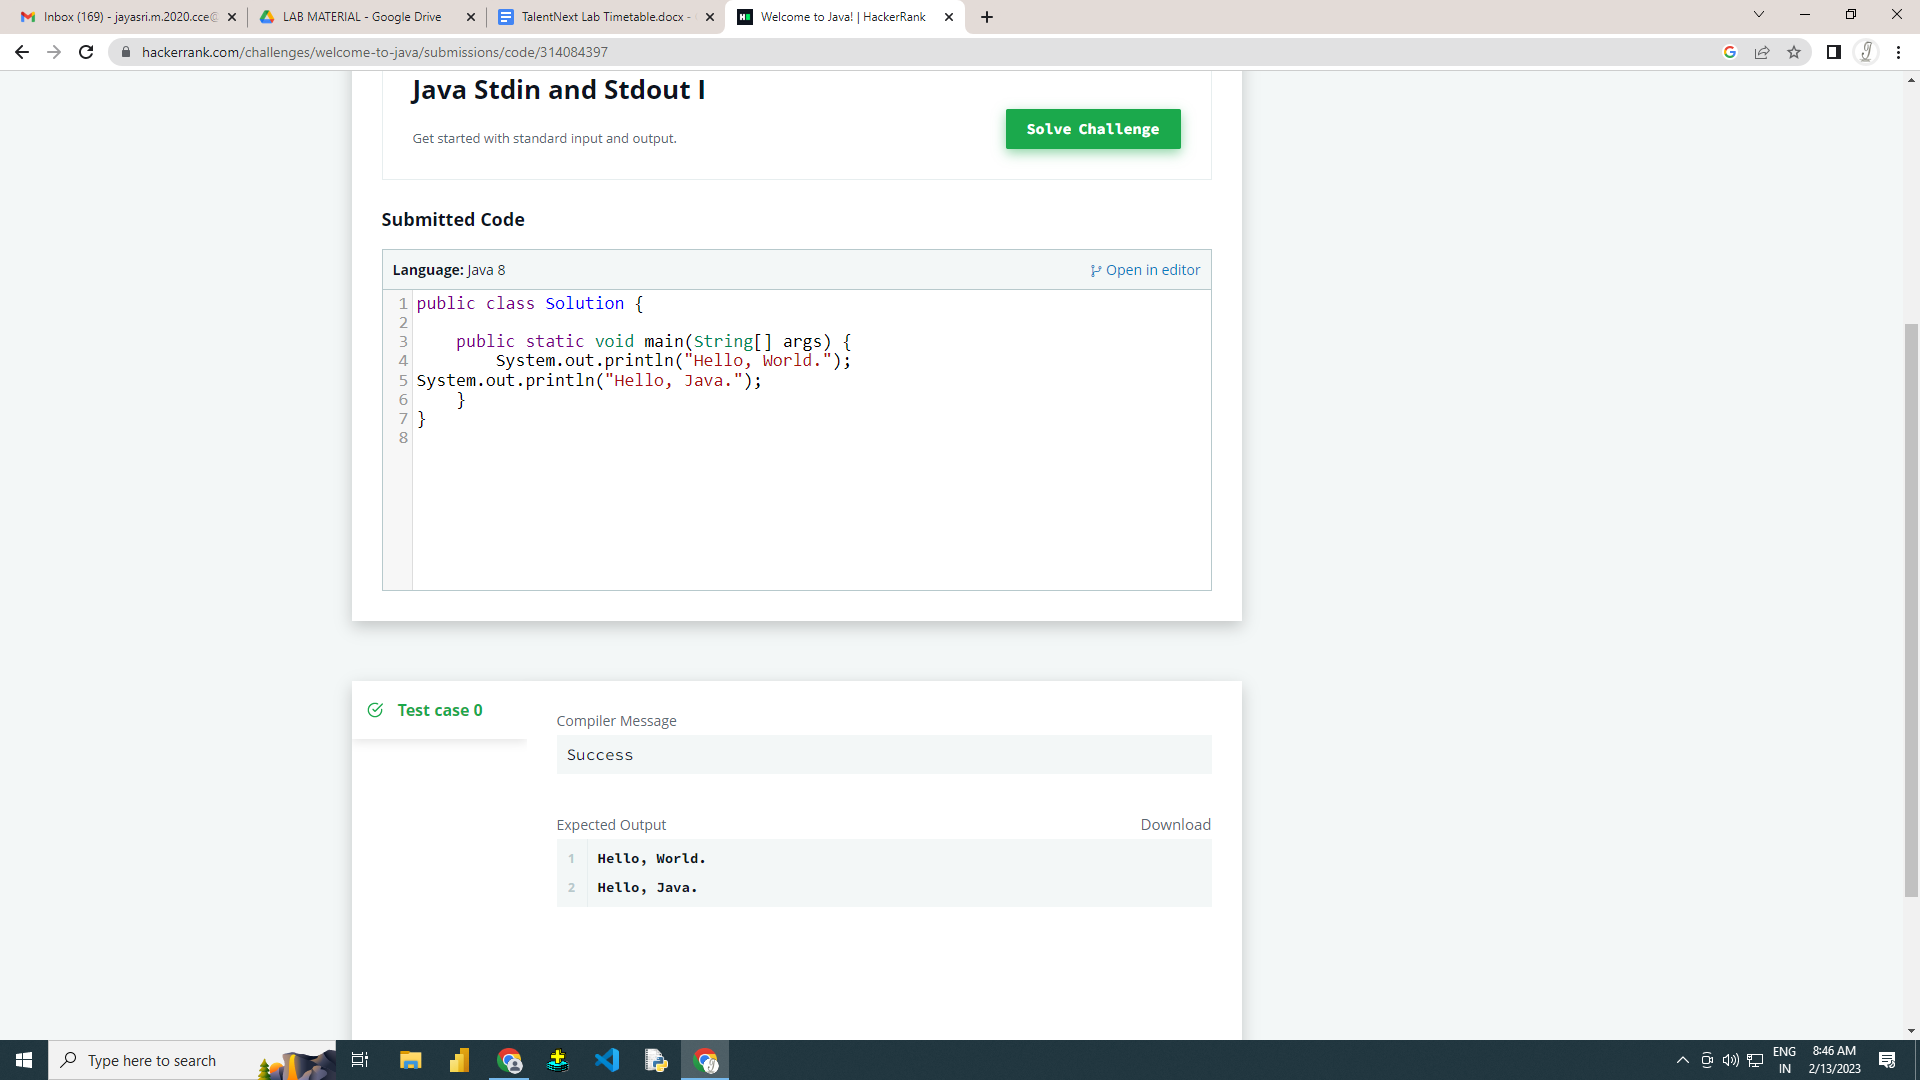 Inbox (169) - jayasri.m.2020.cce@
LAB MATERIAL - Google Drive
TalentNext Lab Timetable.docx -
Welcome to Java! | HackerRank
hackerrank.com/challenges/welcome-to-java/submissions/code/314084397
Java Stdin and Stdout I
Get started with standard input and output.
Solve Challenge
Submitted Code
Language: Java 8
Open in editor
1 public class Solution {
2
3     public static void main(String[] args) {
4         System.out.println("Hello, World.");
5 System.out.println("Hello, Java.");
6     }
7 }
8
Test case 0
Compiler Message
Success
Expected Output
Download
1 Hello, World.
2 Hello, Java.
Type here to search
ENG
IN
8:46 AM
2/13/2023